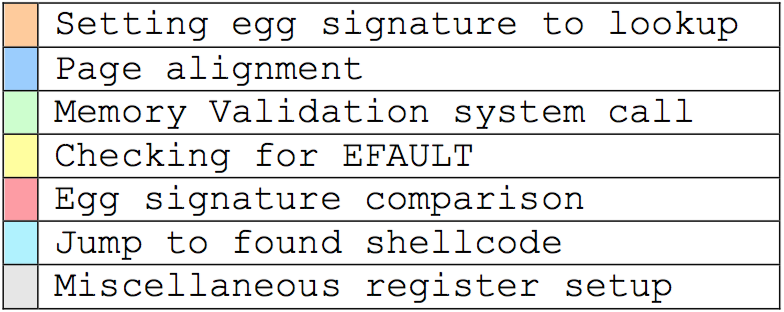 Setting egg signature to lookup
Page alignment
Memory Validation system call
Checking for EFAULT
Egg signature comparison
Jump to found shellcode
Miscellaneous register setup